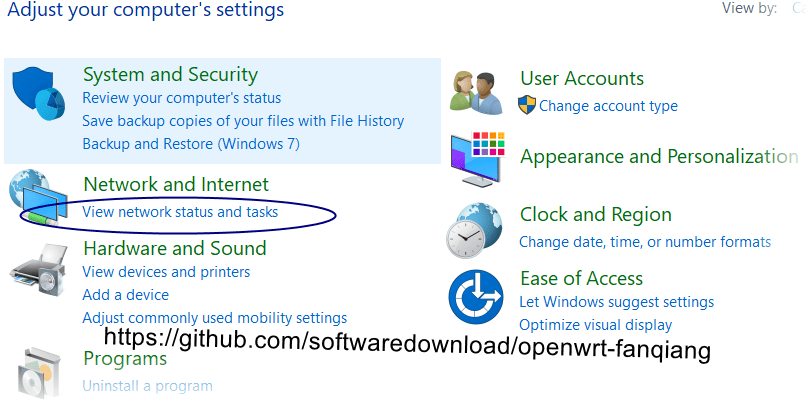 Adjust your computer's settings
View by:
System and Security
Review your computer's status
Save backup copies of your files with File History
Backup and Restore (Windows 7)
Network and Internet
View network status and tasks
Hardware and Sound
View devices and printers
Add a device
Adjust commonly used mobility settings
Programs
Uninstall a program
User Accounts
Change account type
Appearance and Personalization
Clock and Region
Change date, time, or number formats
Ease of Access
Let Windows suggest settings
Optimize visual display
https://github.com/softwaredownload/openwrt-fanqiang